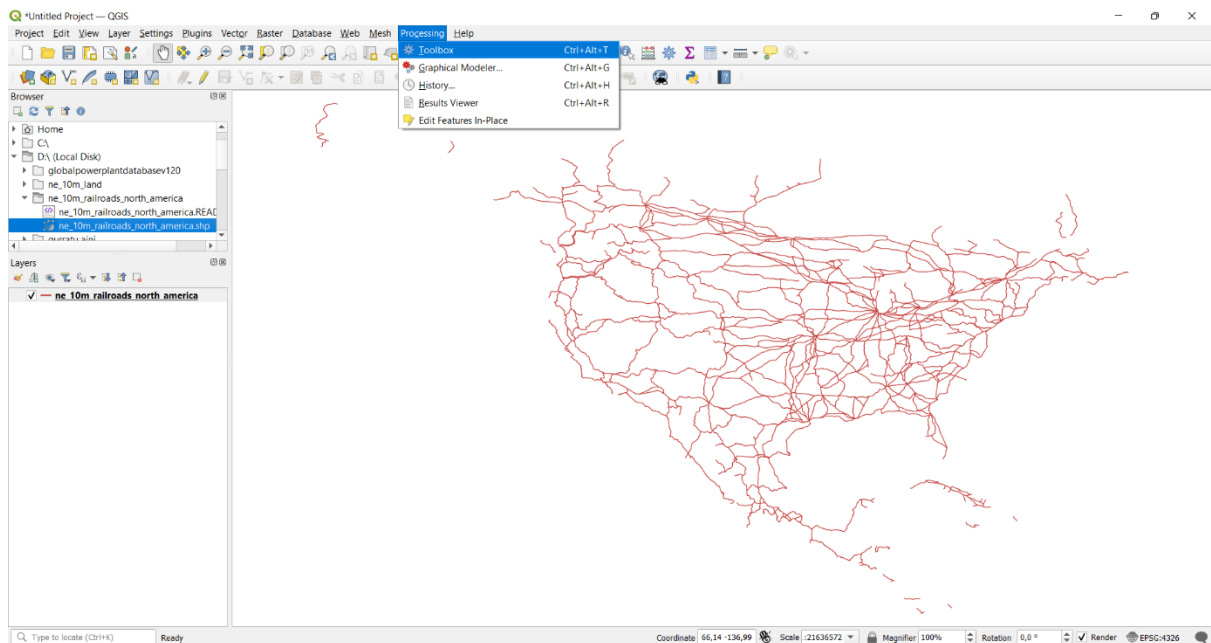 *Untitled Project — QGIS
Project Edit View Layer Settings Plugins Vector Raster Database Web Mesh Processing Help
Toolbox Ctrl+Alt+T
Graphical Modeler... Ctrl+Alt+G
History... Ctrl+Alt+H
Results Viewer Ctrl+Alt+R
Edit Features In-Place
Browser
Home
C:\
D:\ (Local Disk)
globalpowerplantdatabasev120
ne_10m_land
ne_10m_railroads_north_america
ne_10m_railroads_north_america.READ
ne_10m_railroads_north_america.shp
Layers
ne_10m_railroads_north_america
Type to locate (Ctrl+K) Ready Coordinate 66,14 -136,99 Scale :21636572 Magnifier 100% Rotation 0,0 ° Render EPSG:4326